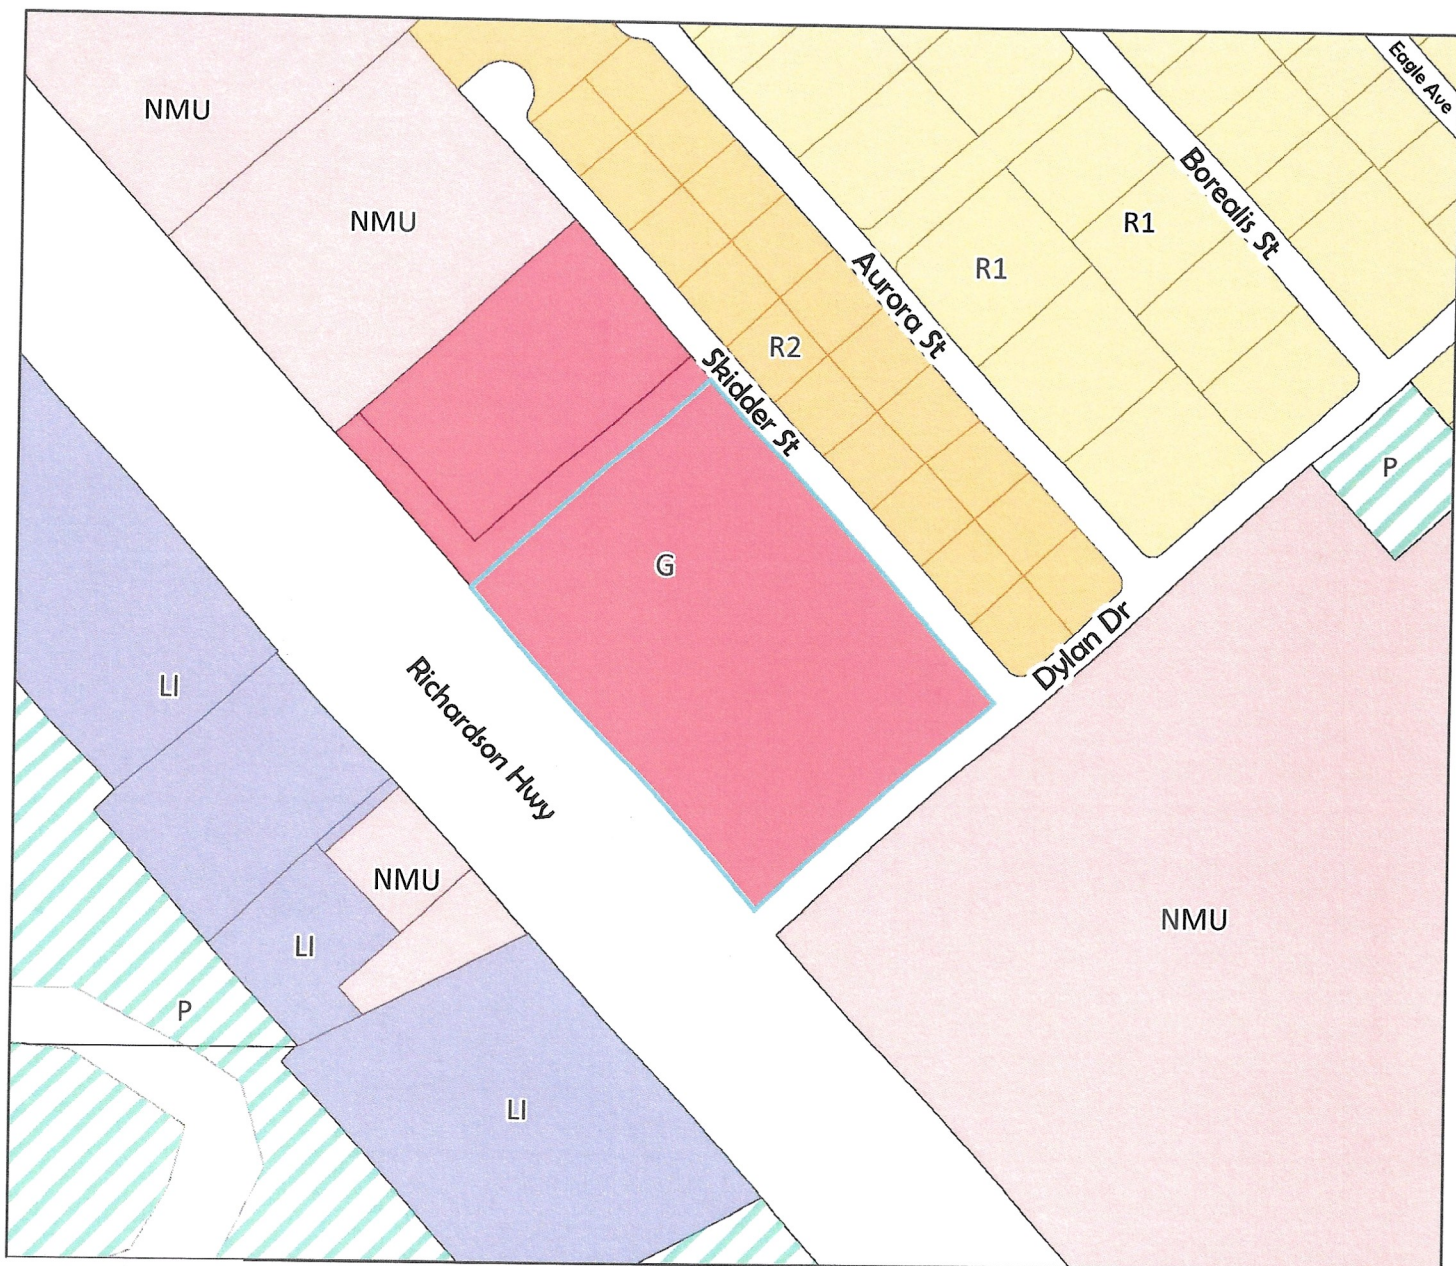 Eagle Ave
NMU
Borealis St
NMU
R1
R1
Aurora St
R2
Skidder St
P
G
Dylan Dr
LI
Richardson Hwy
NMU
NMU
LI
P
LI